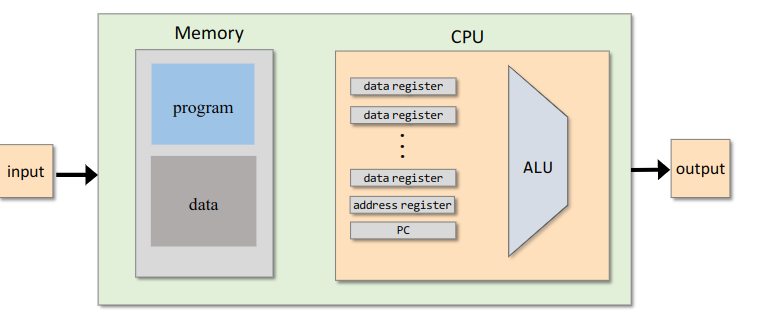 Memory
CPU
program
data
data register
data register
data register
address register
PC
ALU
input
output